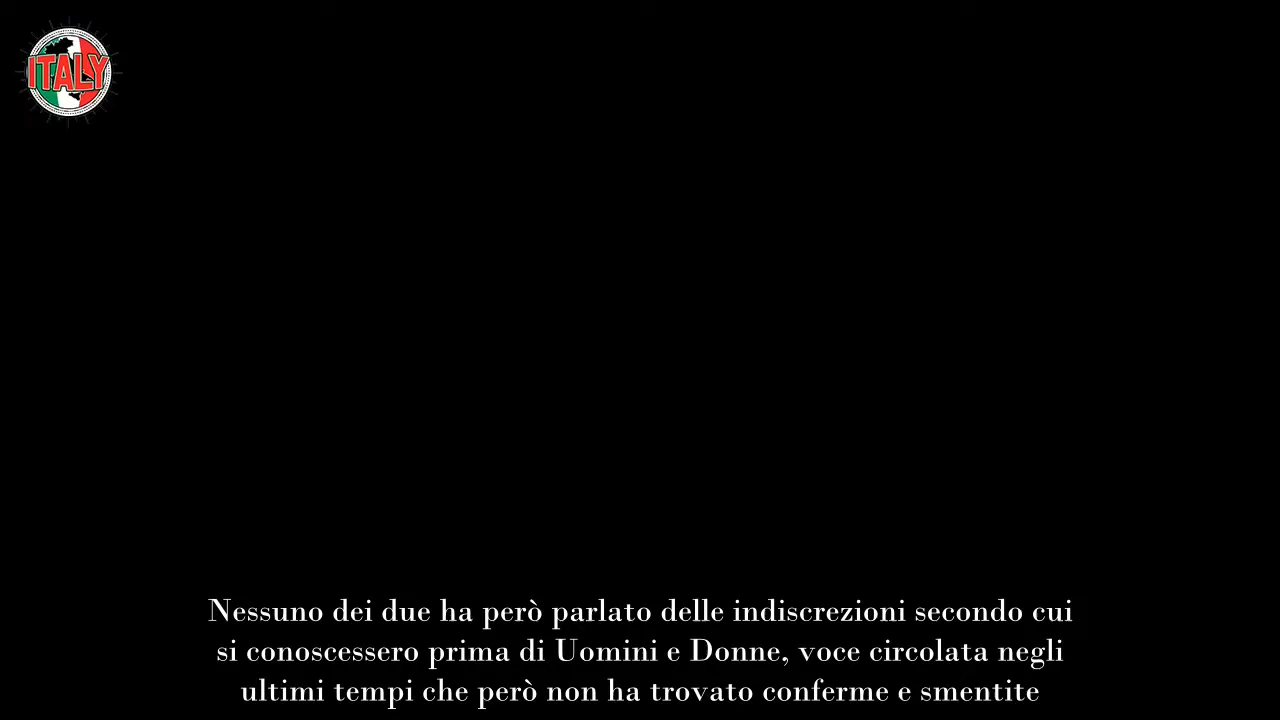 ITALY
Nessuno dei due ha però parlato delle indiscrezioni secondo cui
si conoscessero prima di Uomini e Donne, voce circolata negli
ultimi tempi che però non ha trovato conferme e smentite